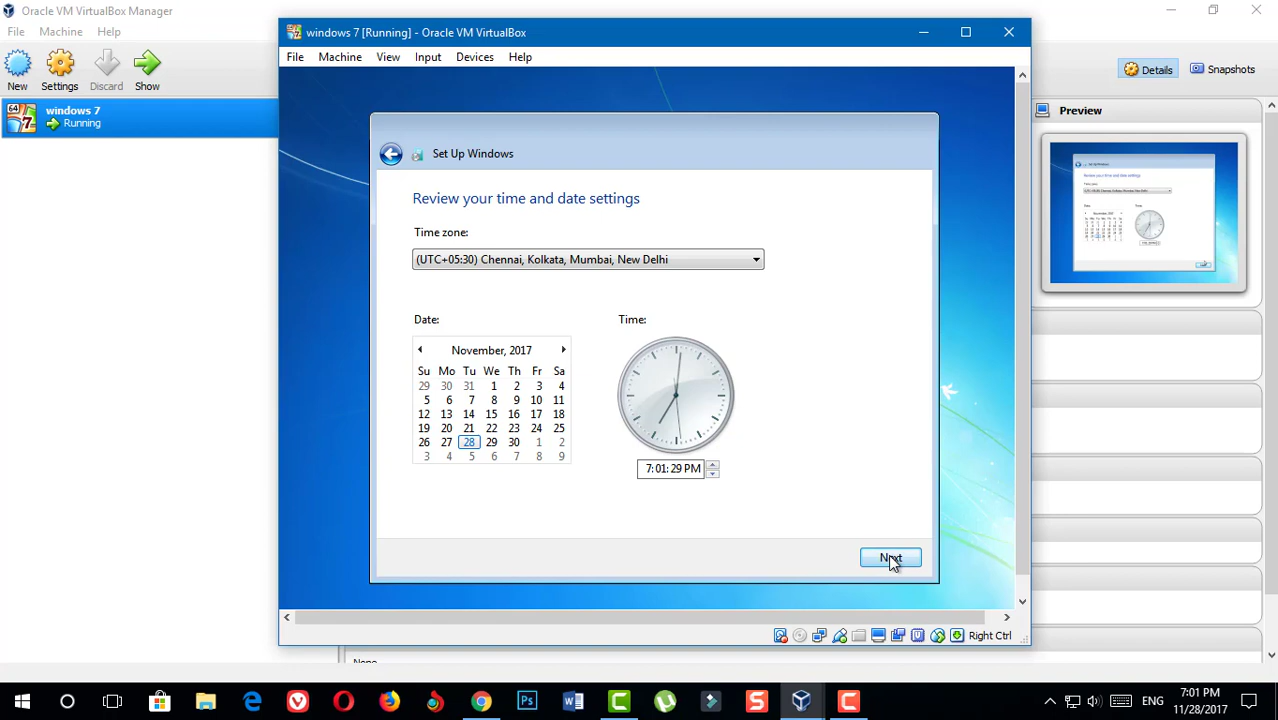 Oracle VM VirtualBox Manager
File Machine Help
New Settings Discard Show
Details Snapshots
64
7
windows 7
Running
Preview
windows 7 [Running] - Oracle VM VirtualBox
File Machine View Input Devices Help
Set Up Windows
Review your time and date settings
Time zone:
(UTC+05:30) Chennai, Kolkata, Mumbai, New Delhi
Date:
November, 2017
Su Mo Tu We Th Fr Sa
29 30 31 1 2 3 4
5 6 7 8 9 10 11
12 13 14 15 16 17 18
19 20 21 22 23 24 25
26 27 28 29 30 1 2
3 4 5 6 7 8 9
Time:
7:01:29 PM
Next
Right Ctrl
None
Ps
ENG
7:01 PM
11/28/2017